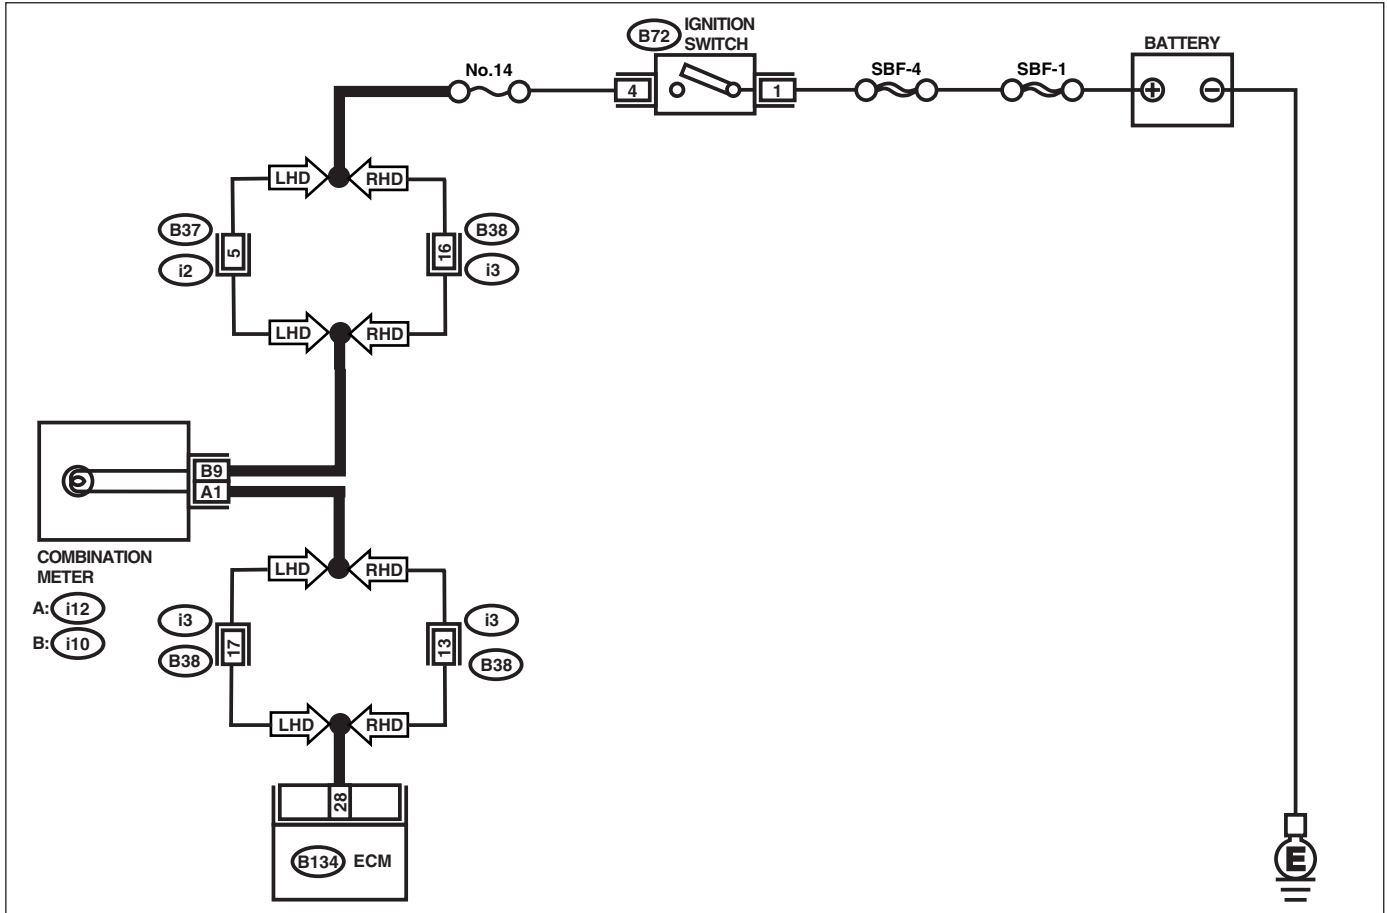 B72
IGNITION
SWITCH
BATTERY
No.14
4
1
SBF-4
SBF-1
+
−
LHD
RHD
B37
i2
5
16
B38
i3
LHD
RHD
B9
A1
COMBINATION
METER
A: i12
B: i10
LHD
RHD
i3
B38
17
13
i3
B38
LHD
RHD
28
B134 ECM
E